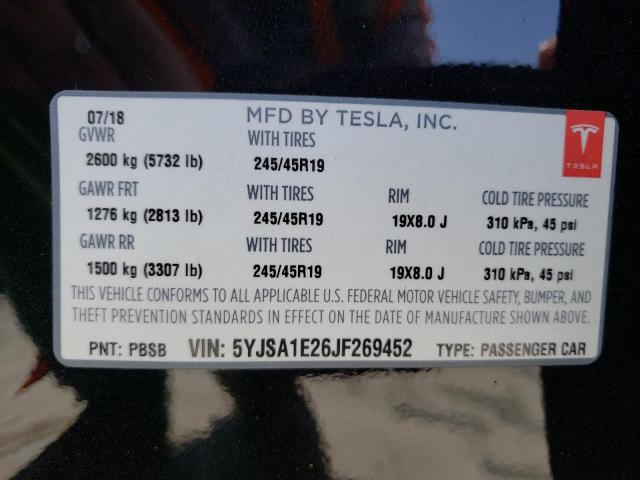 07/18 MFD BY TESLA, INC.
GVWR WITH TIRES
2600 kg (5732 lb) 245/45R19
TESLA
GAWR FRT WITH TIRES RIM COLD TIRE PRESSURE
1276 kg (2813 lb) 245/45R19 19X8.0 J 310 kPa, 45 psi
GAWR RR WITH TIRES RIM COLD TIRE PRESSURE
1500 kg (3307 lb) 245/45R19 19X8.0 J 310 kPa, 45 psi
THIS VEHICLE CONFORMS TO ALL APPLICABLE U.S. FEDERAL MOTOR VEHICLE SAFETY, BUMPER, AND
THEFT PREVENTION STANDARDS IN EFFECT ON THE DATE OF MANUFACTURE SHOWN ABOVE.
PNT: PBSB VIN: 5YJSA1E26JF269452 TYPE: PASSENGER CAR